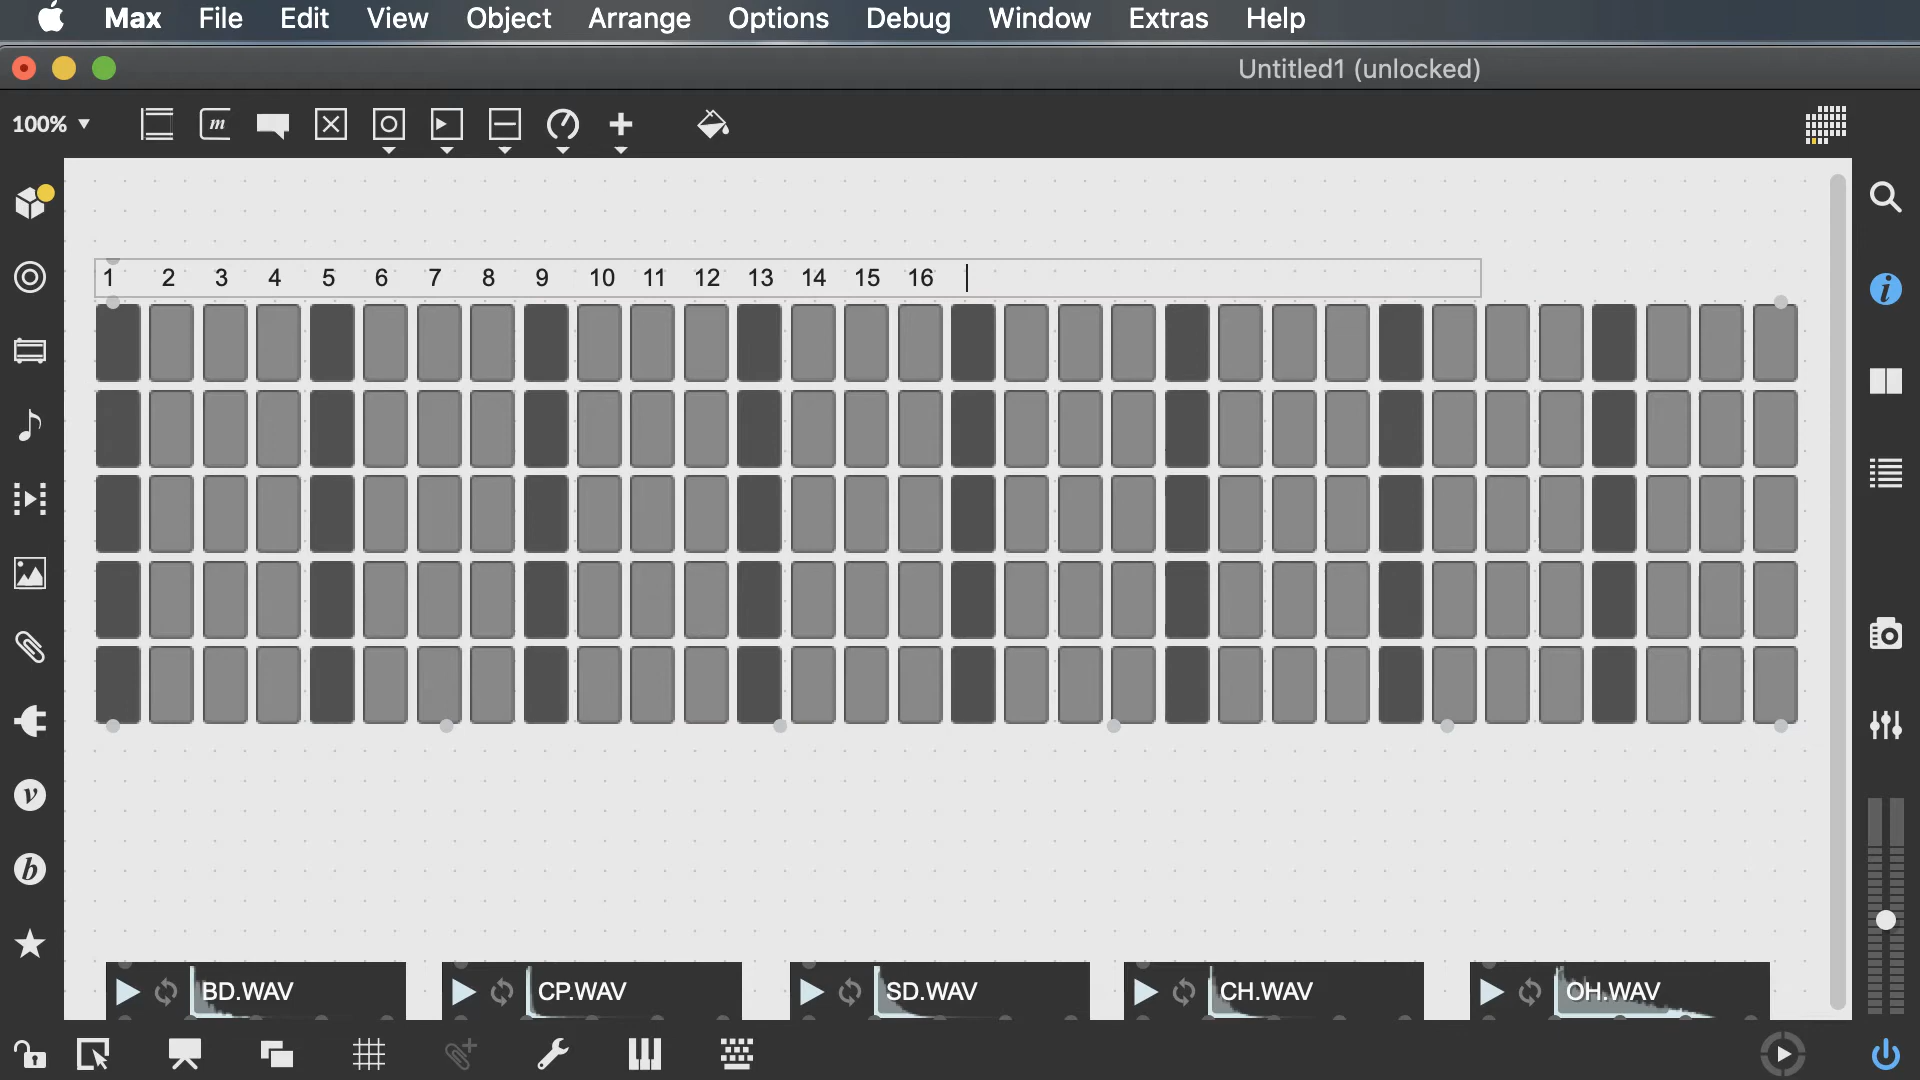 Max File Edit View Object Arrange Options Debug Window Extras Help
Untitled1 (unlocked)
100%
1 2 3 4 5 6 7 8 9 10 11 12 13 14 15 16
BD.WAV CP.WAV SD.WAV CH.WAV OH.WAV